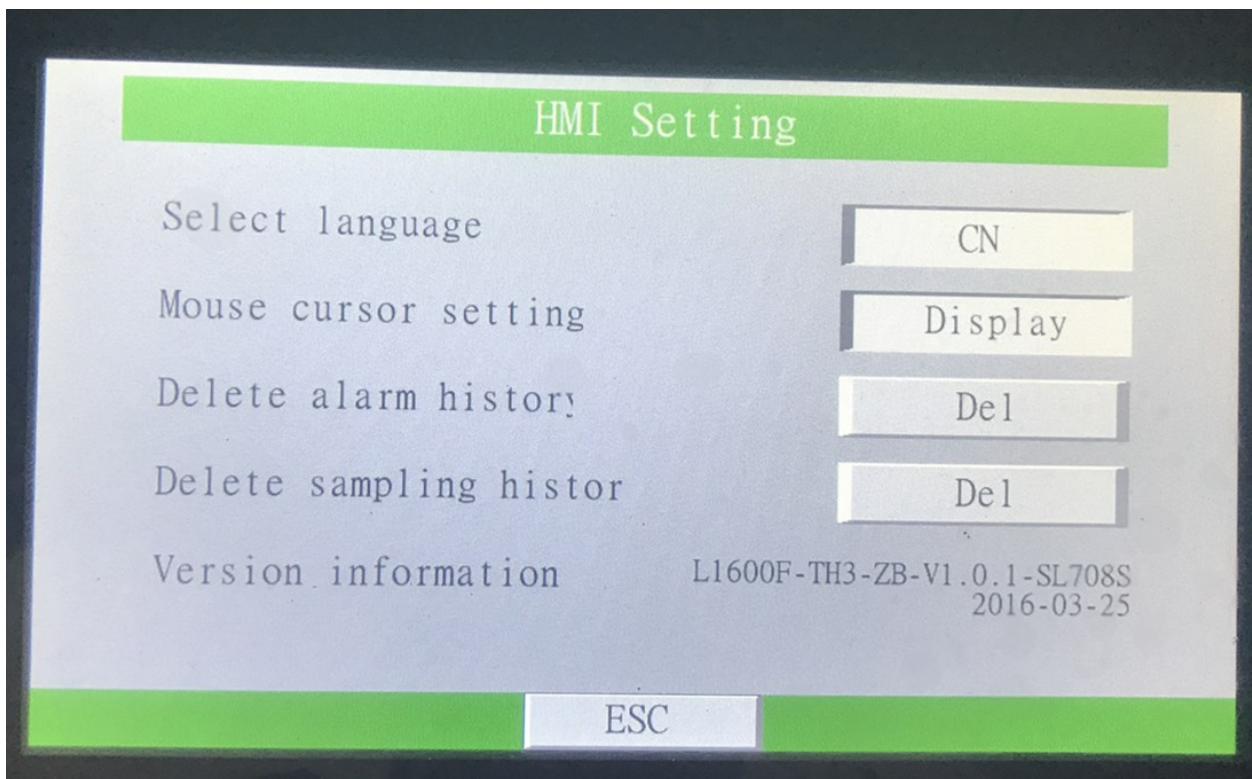 HMI Setting
Select language CN
Mouse cursor setting Display
Delete alarm history Del
Delete sampling histor Del
Version information L1600F-TH3-ZB-V1.0.1-SL708S
2016-03-25
ESC